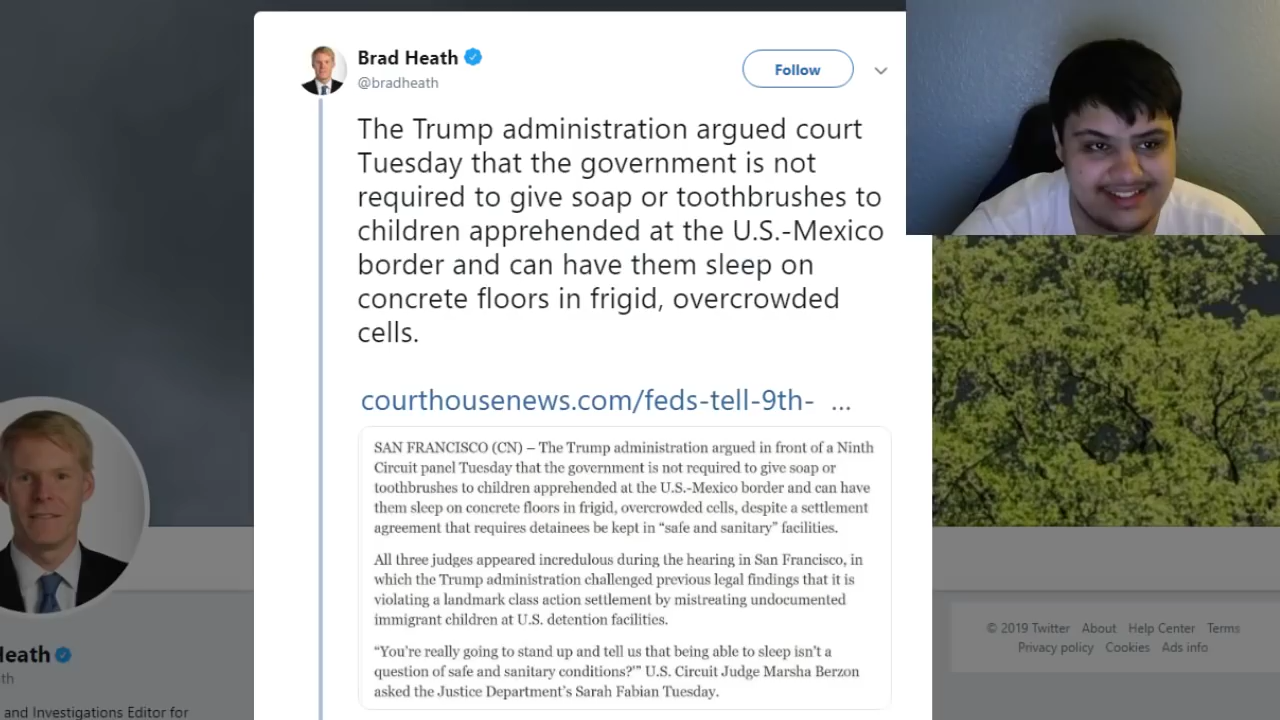 Brad Heath
@bradheath
Follow
The Trump administration argued court
Tuesday that the government is not
required to give soap or toothbrushes to
children apprehended at the U.S.-Mexico
border and can have them sleep on
concrete floors in frigid, overcrowded
cells.
courthousenews.com/feds-tell-9th- ...
SAN FRANCISCO (CN) – The Trump administration argued in front of a Ninth
Circuit panel Tuesday that the government is not required to give soap or
toothbrushes to children apprehended at the U.S.-Mexico border and can have
them sleep on concrete floors in frigid, overcrowded cells, despite a settlement
agreement that requires detainees be kept in “safe and sanitary” facilities.
All three judges appeared incredulous during the hearing in San Francisco, in
which the Trump administration challenged previous legal findings that it is
violating a landmark class action settlement by mistreating undocumented
immigrant children at U.S. detention facilities.
“You’re really going to stand up and tell us that being able to sleep isn’t a
question of safe and sanitary conditions?’” U.S. Circuit Judge Marsha Berzon
asked the Justice Department’s Sarah Fabian Tuesday.
Heath
th
and Investigations Editor for
© 2019 Twitter About Help Center Terms
Privacy policy Cookies Ads info